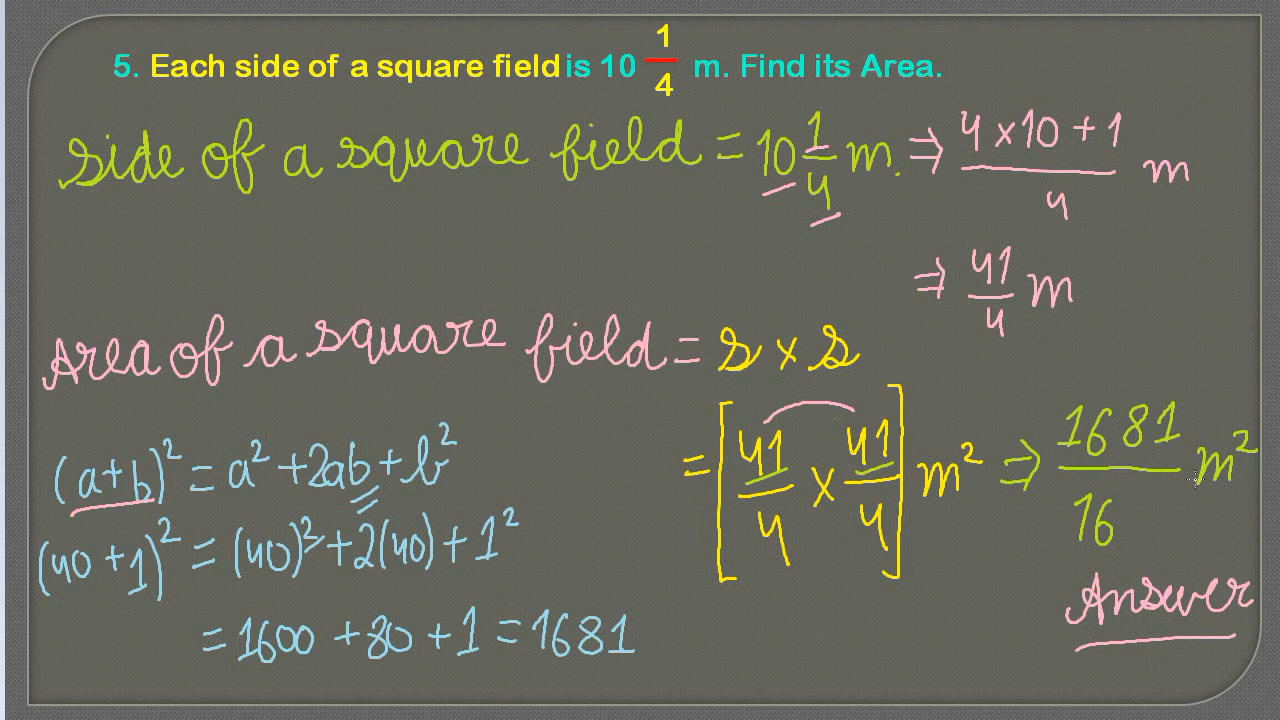 5. Each side of a square field is 10 1/4 m. Find its Area.
Side of a square field = 10 1/4 m. ⇒ (4×10+1)/4 m
⇒ 41/4 m
Area of a square field = s × s
= [41/4 × 41/4] m² ⇒ 1681/16 m²
Answer
(a+b)² = a² + 2ab + b²
(40+1)² = (40)² + 2(40) + 1²
= 1600 + 80 + 1 = 1681